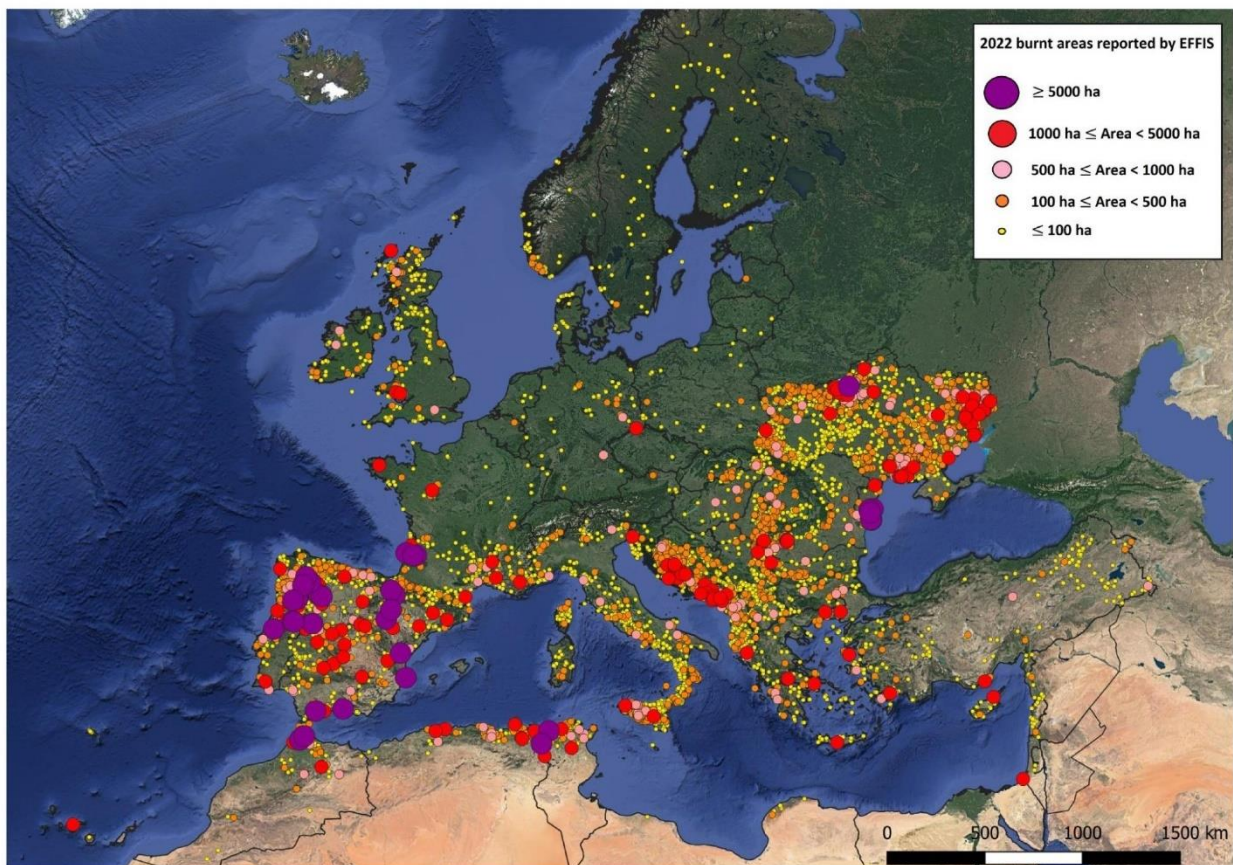 2022 burnt areas reported by EFFIS
≥ 5000 ha
1000 ha ≤ Area < 5000 ha
500 ha ≤ Area < 1000 ha
100 ha ≤ Area < 500 ha
≤ 100 ha
0 500 1000 1500 km